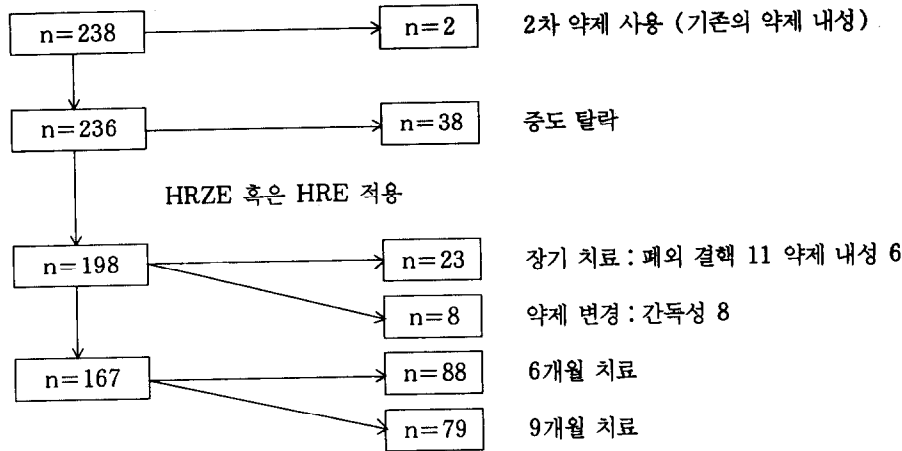 n=238 n=2 2차 약제 사용 (기존의 약제 내성)
n=236 n=38 중도 탈락
HRZE 혹은 HRE 적용
n=198 n=23 장기 치료 : 폐외 결핵 11 약제 내성 6
n=8 약제 변경 : 간독성 8
n=167 n=88 6개월 치료
n=79 9개월 치료